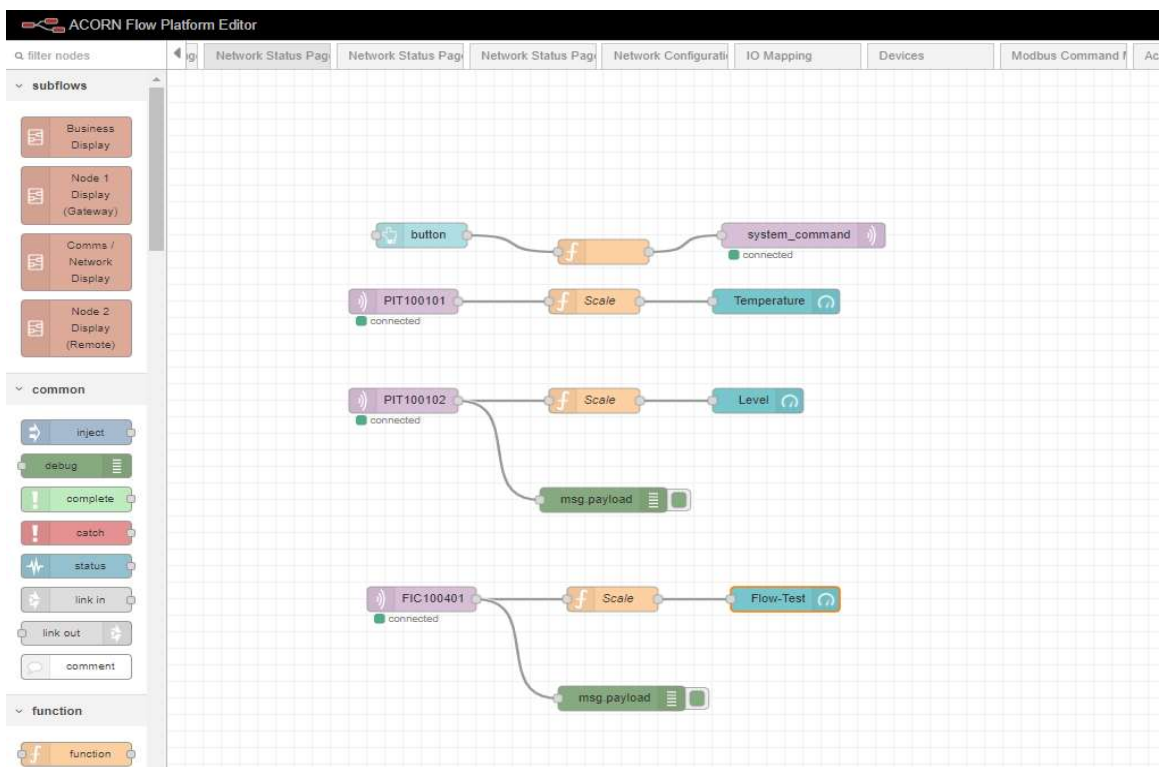 ACORN Flow Platform Editor
filter nodes
Network Status Pag
Network Status Pag
Network Status Pag
Network Configurati
IO Mapping
Devices
Modbus Command
Ac
subflows
Business
Display
Node 1
Display
(Gateway)
Comms /
Network
Display
Node 2
Display
(Remote)
common
inject
debug
complete
catch
status
link in
link out
comment
function
function
button
system_command
connected
PIT100101
Scale
Temperature
connected
PIT100102
Scale
Level
connected
msg.payload
FIC100401
Scale
Flow-Test
connected
msg.payload